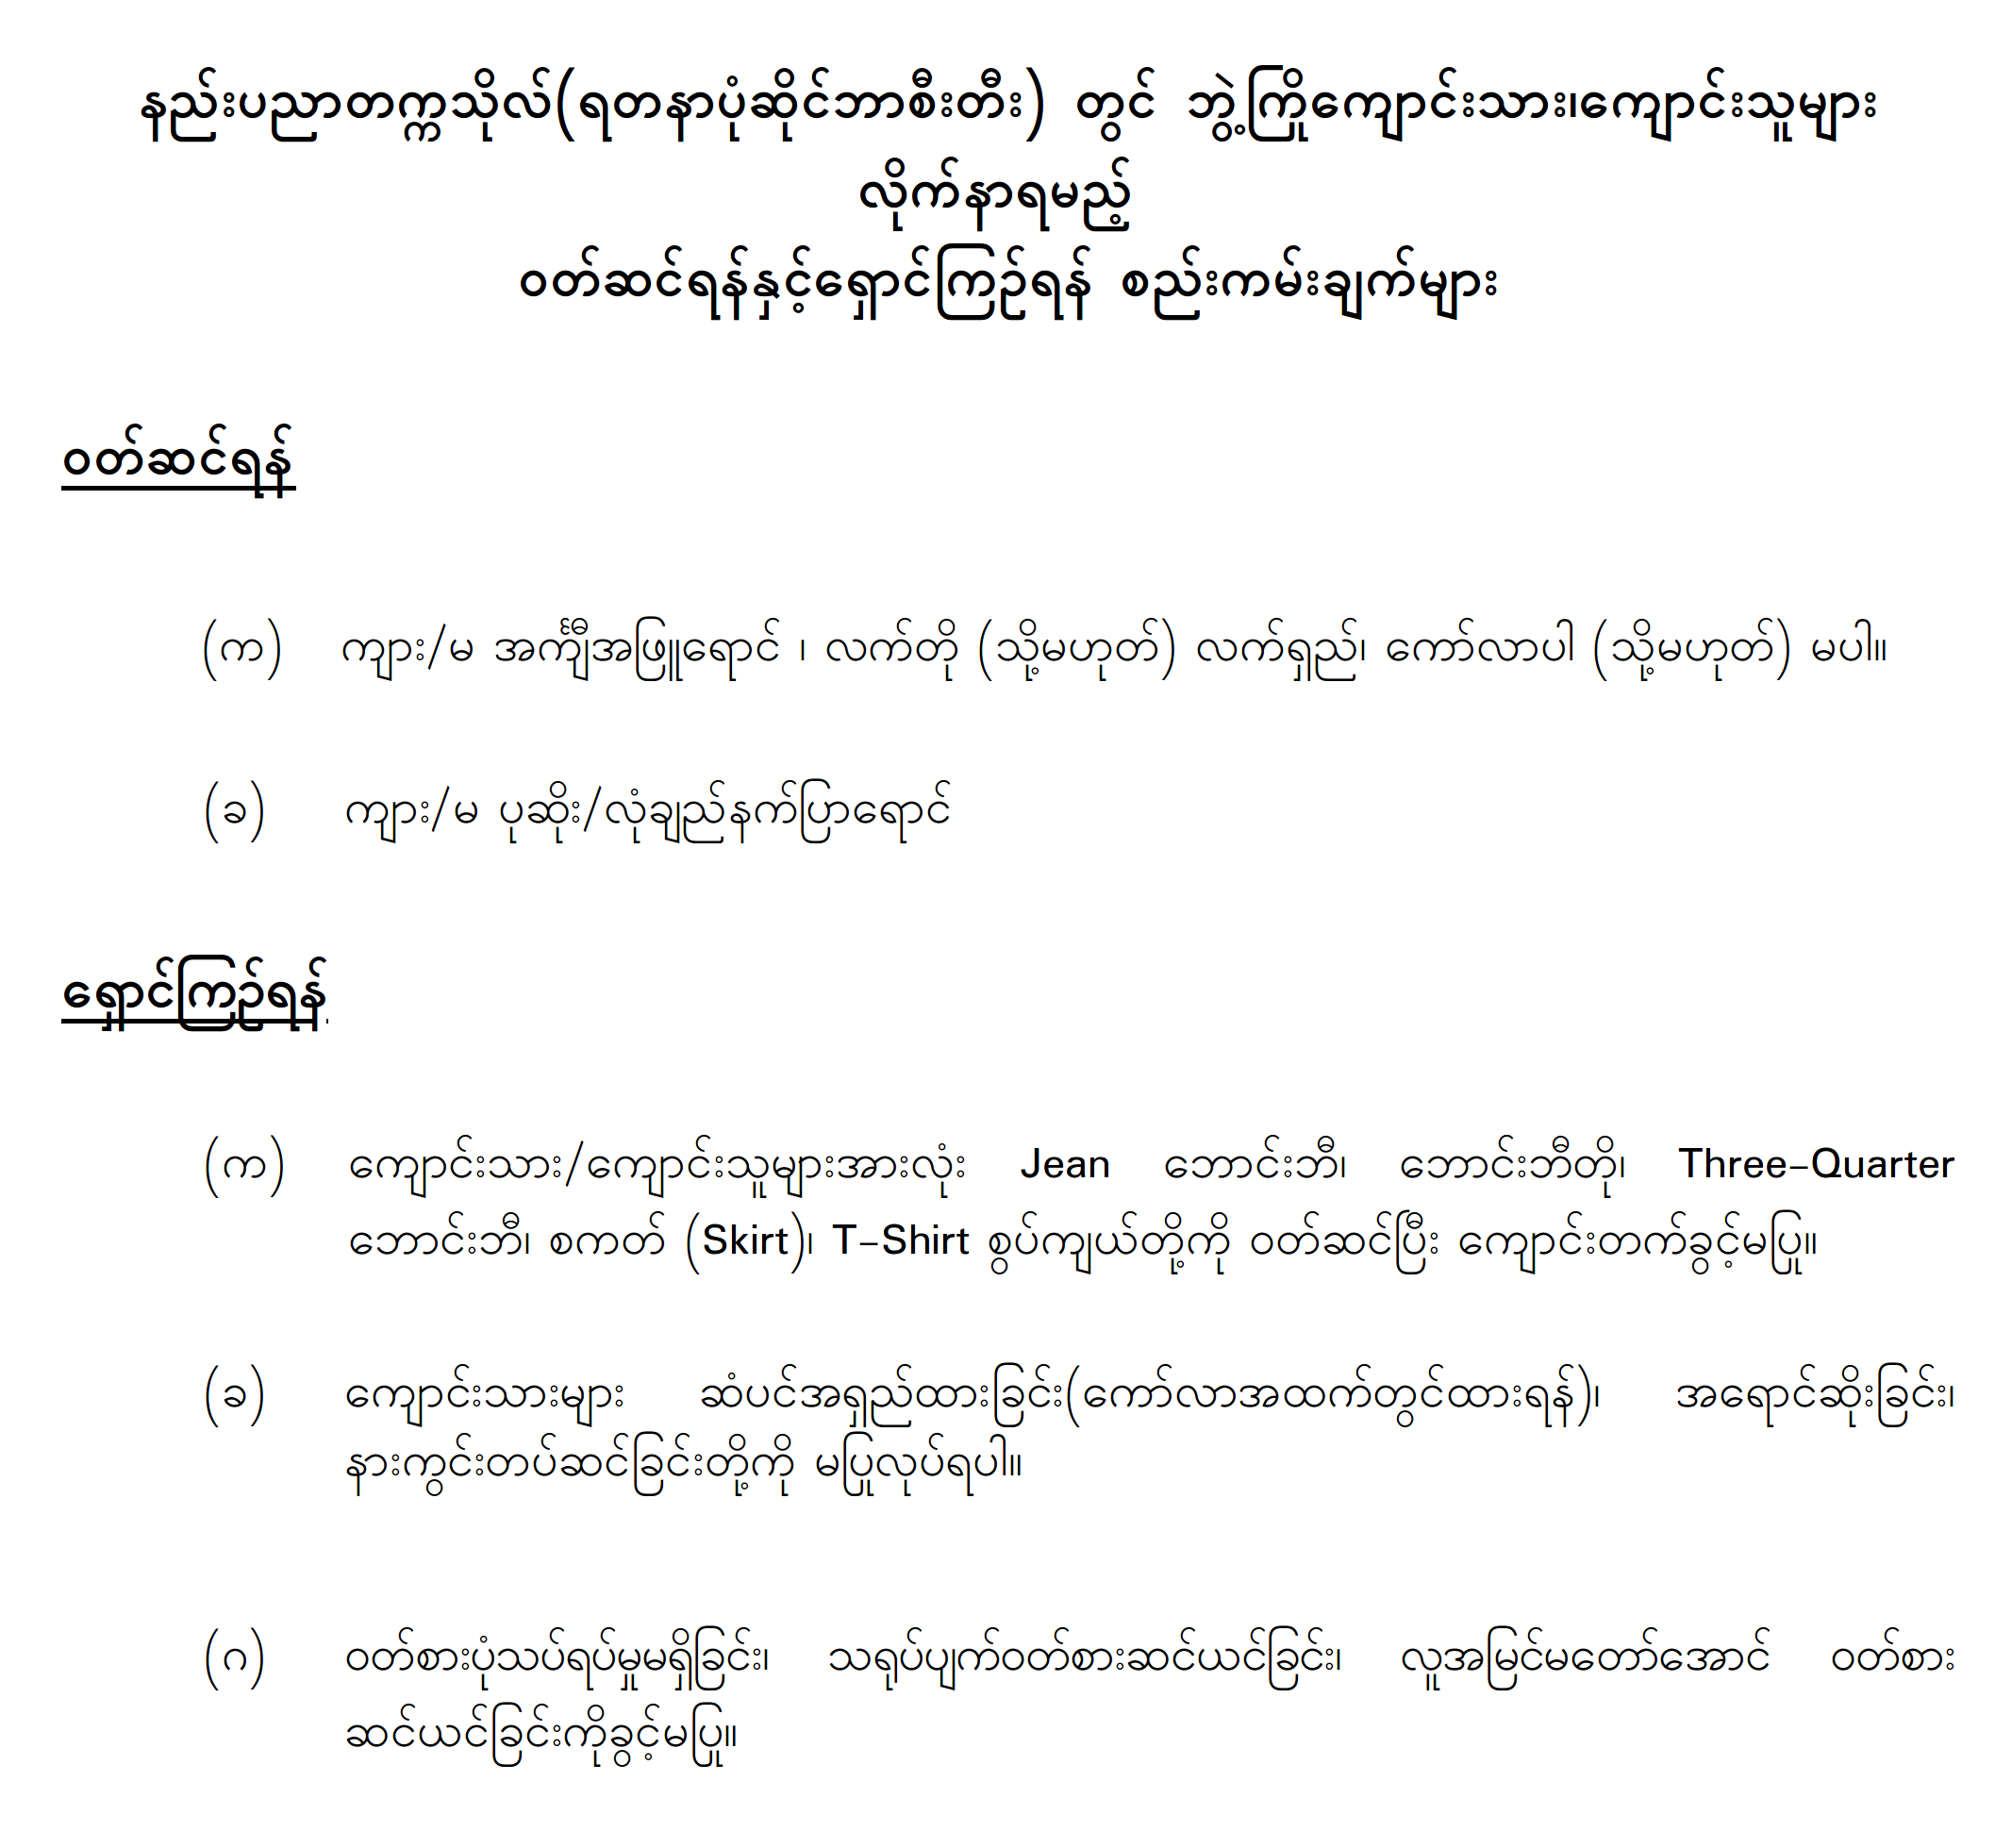 နည်းပညာတက္ကသိုလ်(ရတနာပုံဆိုင်ဘာစီးတီး) တွင် ဘွဲ့ကြိုကျောင်းသား၊ကျောင်းသူများ
လိုက်နာရမည့်
ဝတ်ဆင်ရန်နှင့်ရှောင်ကြဉ်ရန် စည်းကမ်းချက်များ
ဝတ်ဆင်ရန်
(က) ကျား/မ အင်္ကျီအဖြူရောင် ၊ လက်တို (သို့မဟုတ်) လက်ရှည်၊ ကော်လာပါ (သို့မဟုတ်) မပါ။
(ခ) ကျား/မ ပုဆိုး/လုံချည်နက်ပြာရောင်
ရှောင်ကြဉ်ရန်
(က) ကျောင်းသား/ကျောင်းသူများအားလုံး Jean ဘောင်းဘီ၊ ဘောင်းဘီတို၊ Three-Quarter
ဘောင်းဘီ၊ စကတ် (Skirt)၊ T-Shirt စွပ်ကျယ်တို့ကို ဝတ်ဆင်ပြီး ကျောင်းတက်ခွင့်မပြု။
(ခ) ကျောင်းသားများ ဆံပင်အရှည်ထားခြင်း(ကော်လာအထက်တွင်ထားရန်)၊ အရောင်ဆိုးခြင်း၊
နားကွင်းတပ်ဆင်ခြင်းတို့ကို မပြုလုပ်ရပါ။
(ဂ) ဝတ်စားပုံသပ်ရပ်မှုမရှိခြင်း၊ သရုပ်ပျက်ဝတ်စားဆင်ယင်ခြင်း၊ လူအမြင်မတော်အောင် ဝတ်စား
ဆင်ယင်ခြင်းကိုခွင့်မပြု။